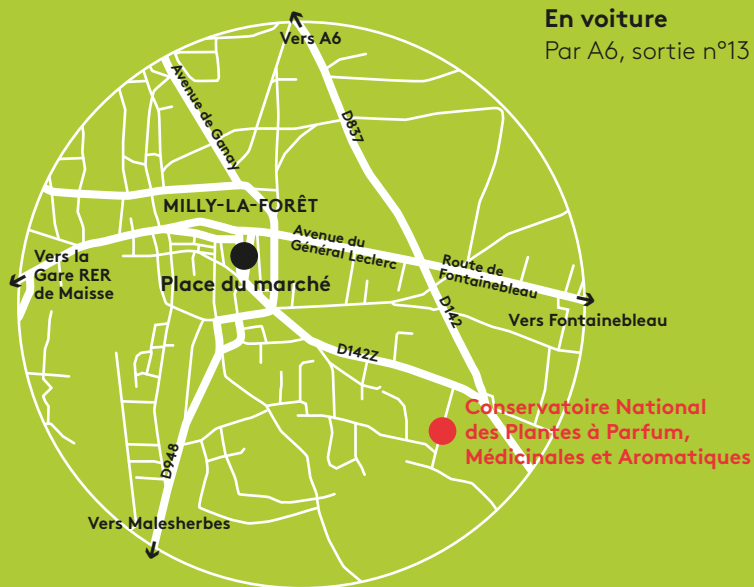 En voiture
Par A6, sortie n°13
Vers A6
Avenue de Ganay
D837
MILLY-LA-FORÊT
Avenue du
Général Leclerc
Vers la
Gare RER
de Maisse
Place du marché
Route de
Fontainebleau
D142
Vers Fontainebleau
D142Z
Conservatoire National
des Plantes à Parfum,
Médicinales et Aromatiques
D948
Vers Malesherbes